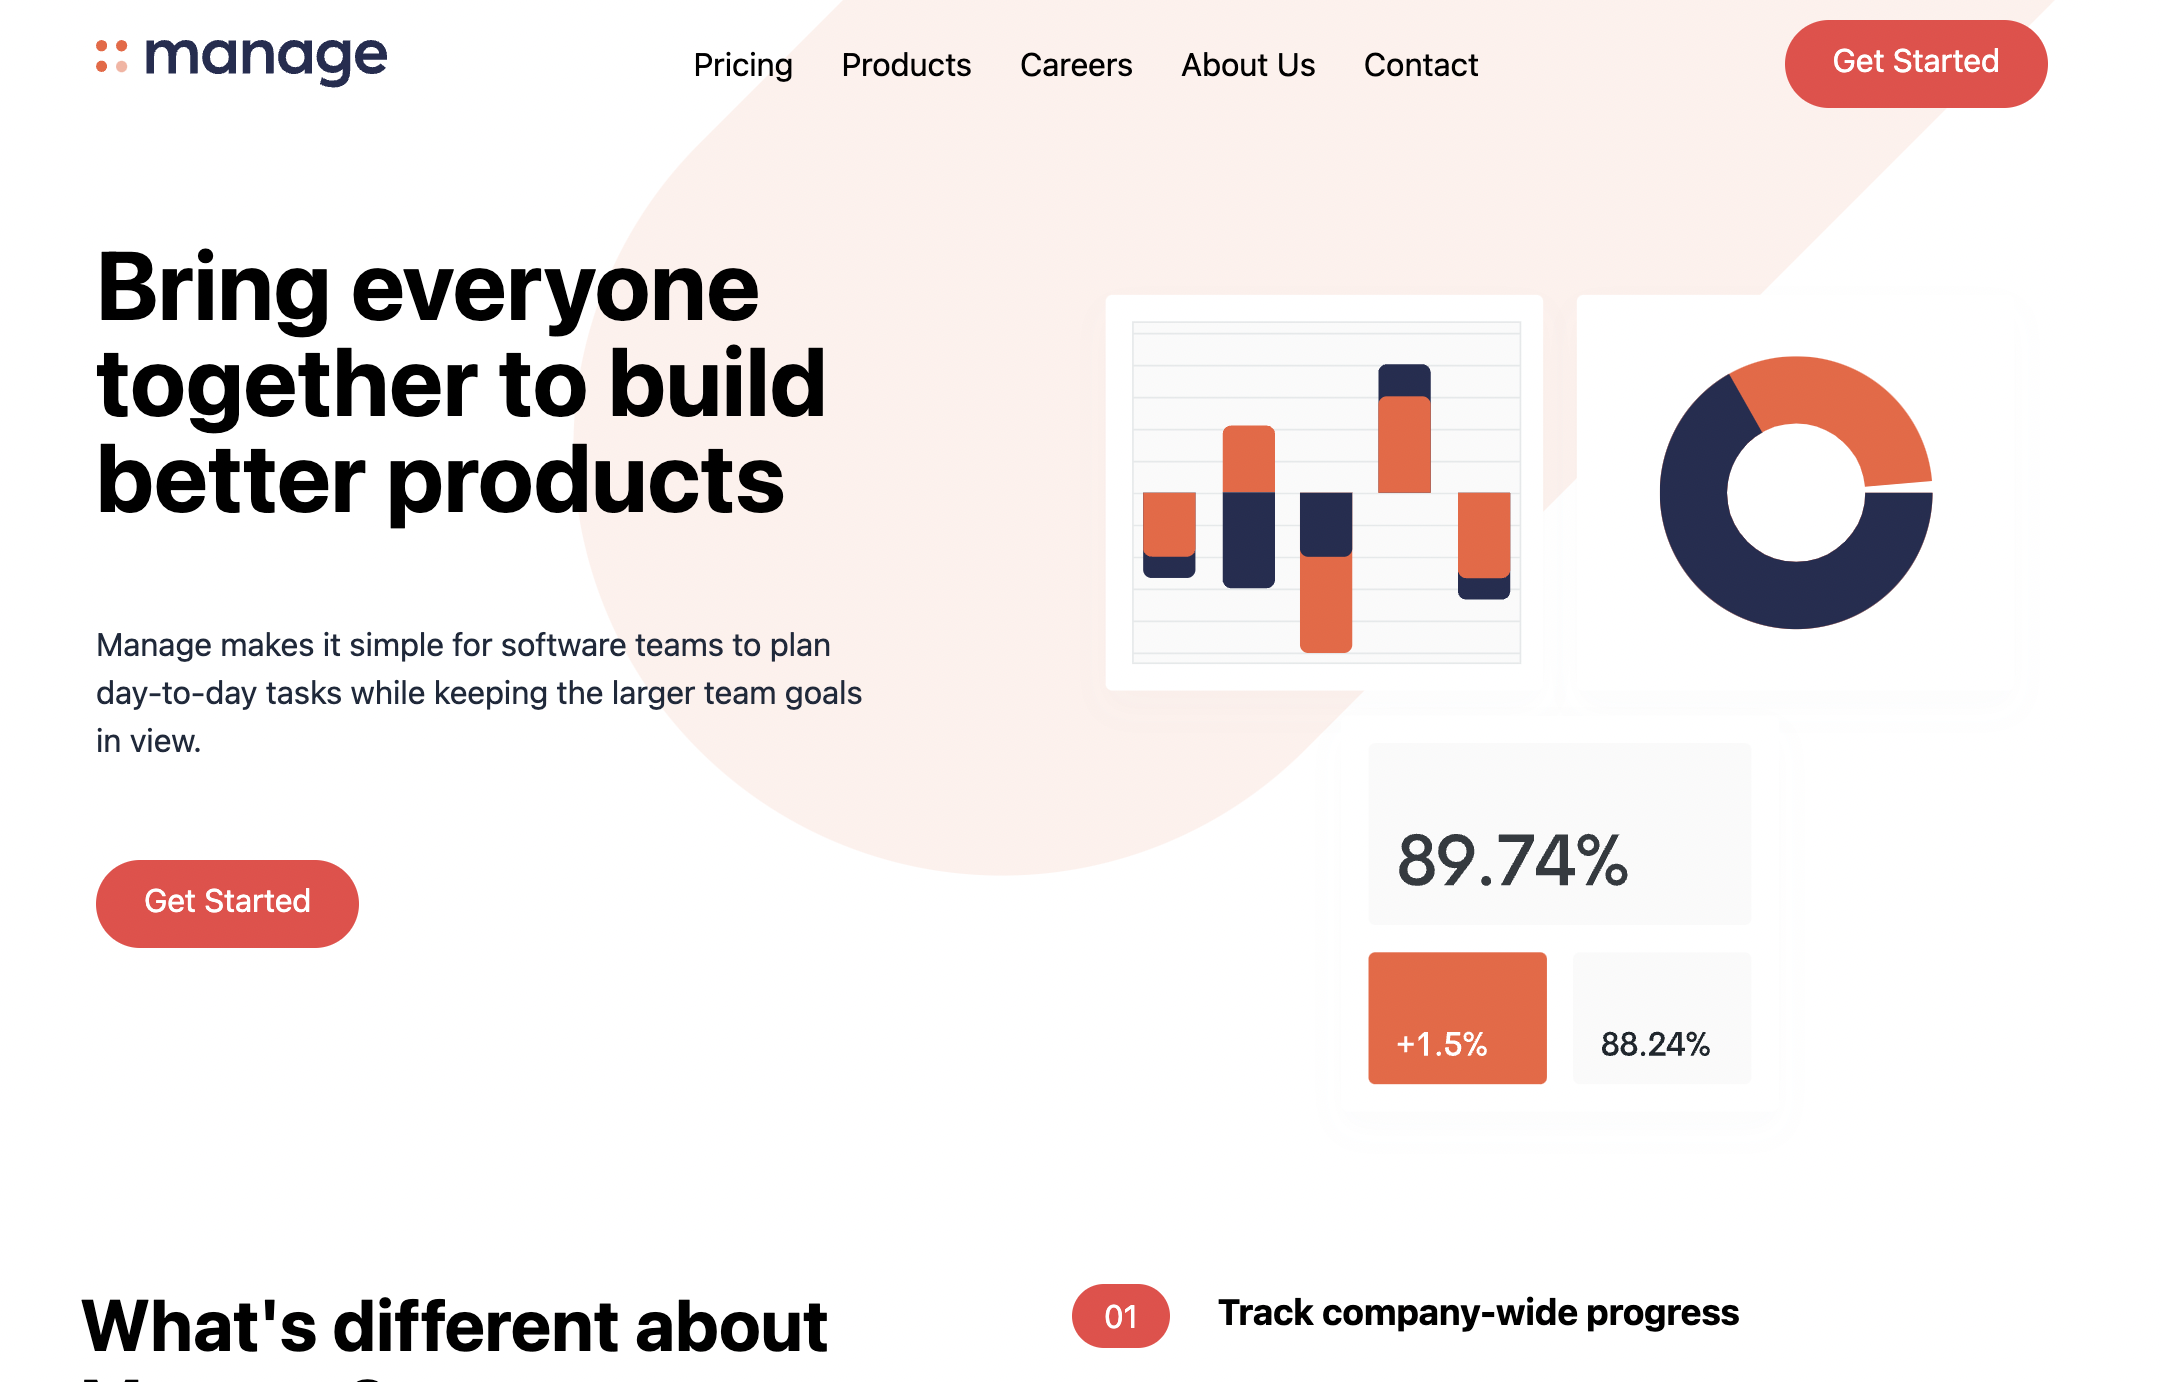 manage
Pricing Products Careers About Us Contact
Get Started
Bring everyone
together to build
better products
Manage makes it simple for software teams to plan
day-to-day tasks while keeping the larger team goals
in view.
Get Started
89.74%
+1.5% 88.24%
What's different about
01 Track company-wide progress